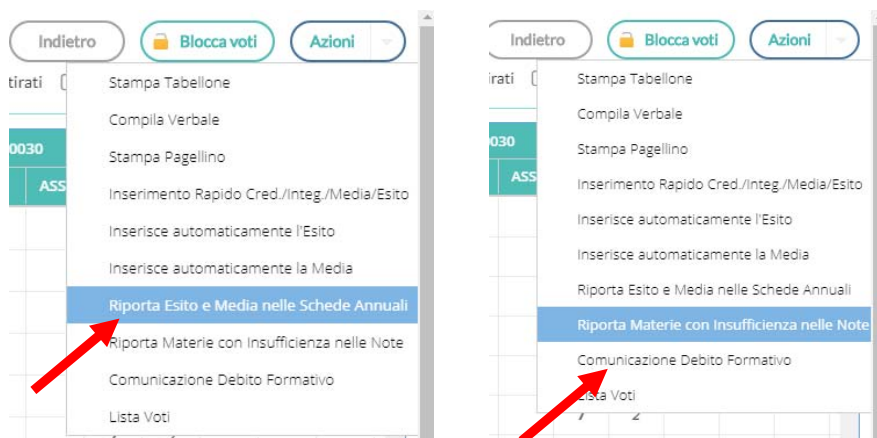 Indietro
Blocca voti
Azioni
tirati
Stampa Tabellone
Compila Verbale
0030
Stampa Pagellino
ASS
Inserimento Rapido Cred./Integ./Media/Esito
Inserisce automaticamente l'Esito
Inserisce automaticamente la Media
Riporta Esito e Media nelle Schede Annuali
Riporta Materie con Insufficienza nelle Note
Comunicazione Debito Formativo
Lista Voti
Indietro
Blocca voti
Azioni
irati
Stampa Tabellone
Compila Verbale
030
Stampa Pagellino
ASS
Inserimento Rapido Cred./Integ./Media/Esito
Inserisce automaticamente l'Esito
Inserisce automaticamente la Media
Riporta Esito e Media nelle Schede Annuali
Riporta Materie con Insufficienza nelle Note
Comunicazione Debito Formativo
Lista Voti